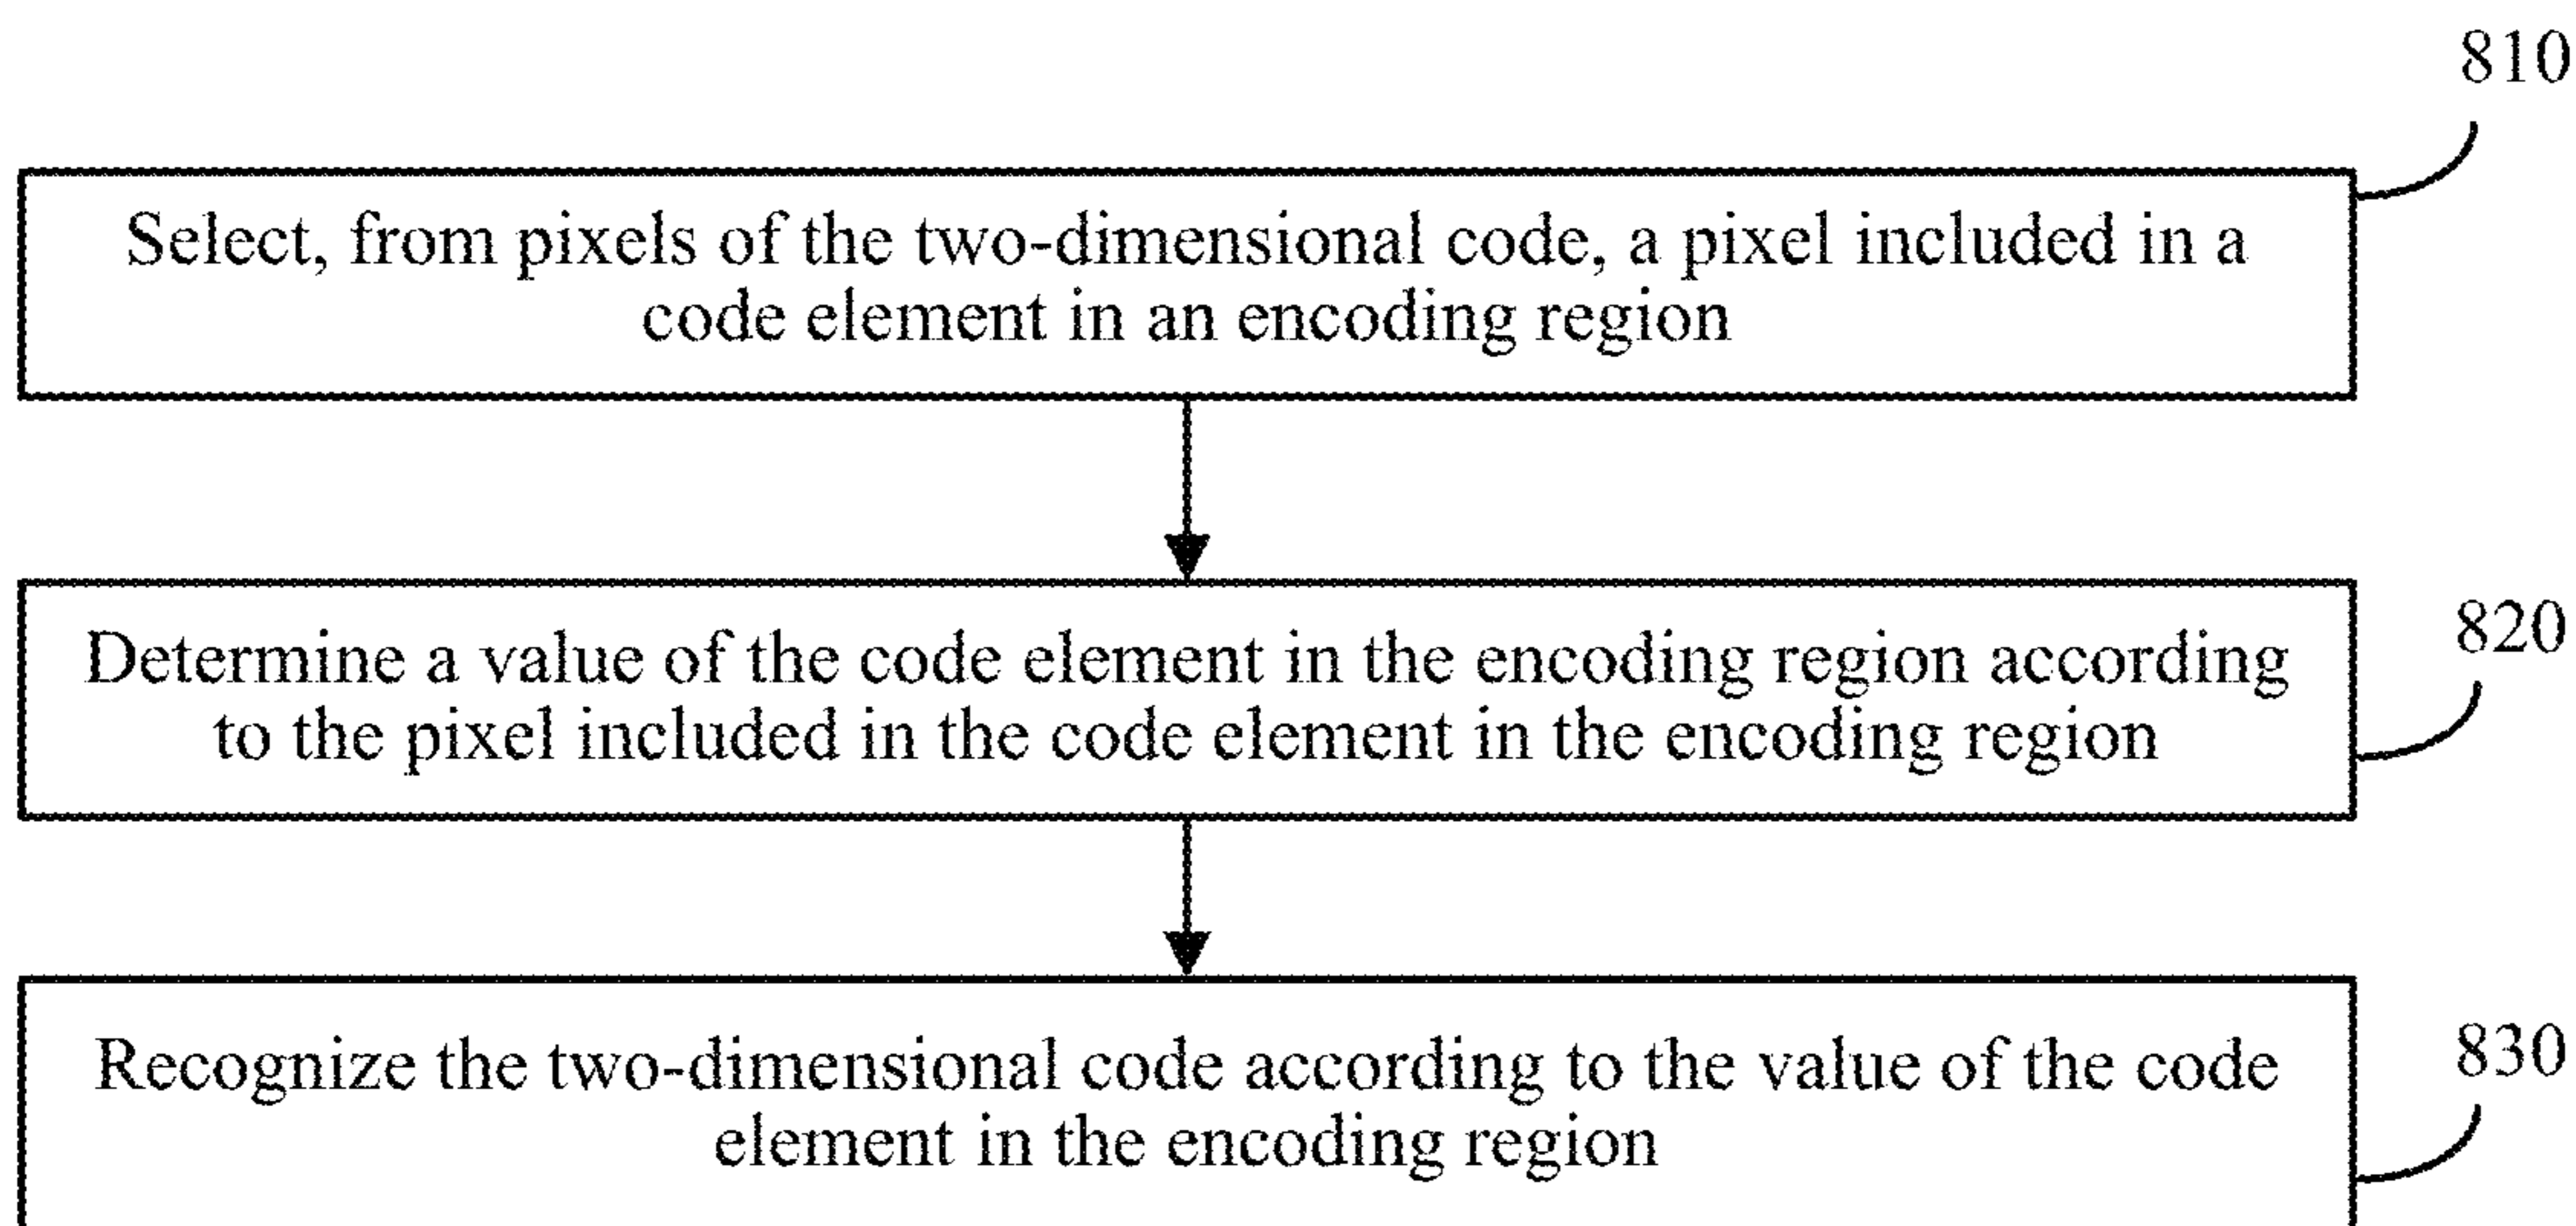 810
Select, from pixels of the two-dimensional code, a pixel included in a
code element in an encoding region
820
Determine a value of the code element in the encoding region according
to the pixel included in the code element in the encoding region
830
Recognize the two-dimensional code according to the value of the code
element in the encoding region